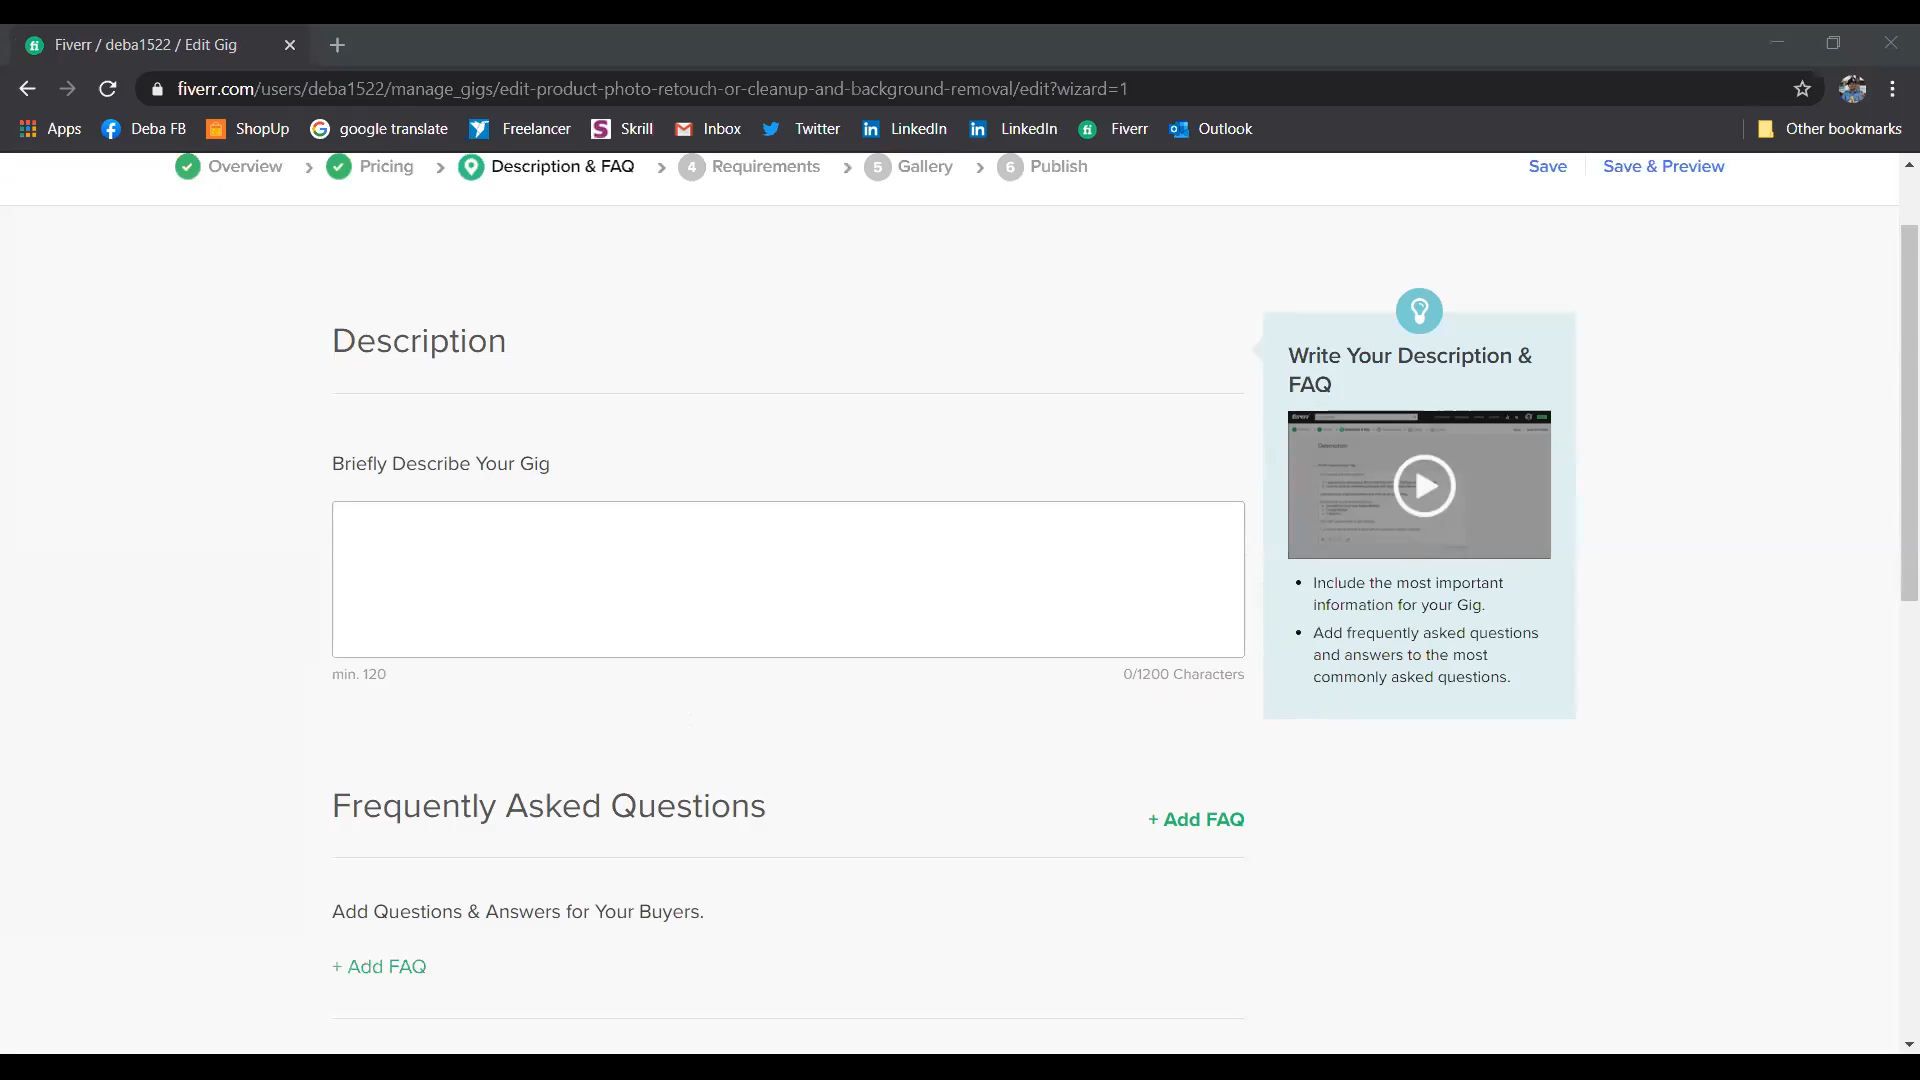 Fiverr / deba1522 / Edit Gig
fiverr.com/users/deba1522/manage_gigs/edit-product-photo-retouch-or-cleanup-and-background-removal/edit?wizard=1
Apps Deba FB ShopUp google translate Freelancer Skrill Inbox Twitter LinkedIn LinkedIn Fiverr Outlook Other bookmarks
Overview Pricing Description & FAQ 4 Requirements 5 Gallery 6 Publish Save Save & Preview
Description
Briefly Describe Your Gig
min. 120
0/1200 Characters
Write Your Description &
FAQ
Include the most important
information for your Gig.
Add frequently asked questions
and answers to the most
commonly asked questions.
Frequently Asked Questions
+ Add FAQ
Add Questions & Answers for Your Buyers.
+ Add FAQ